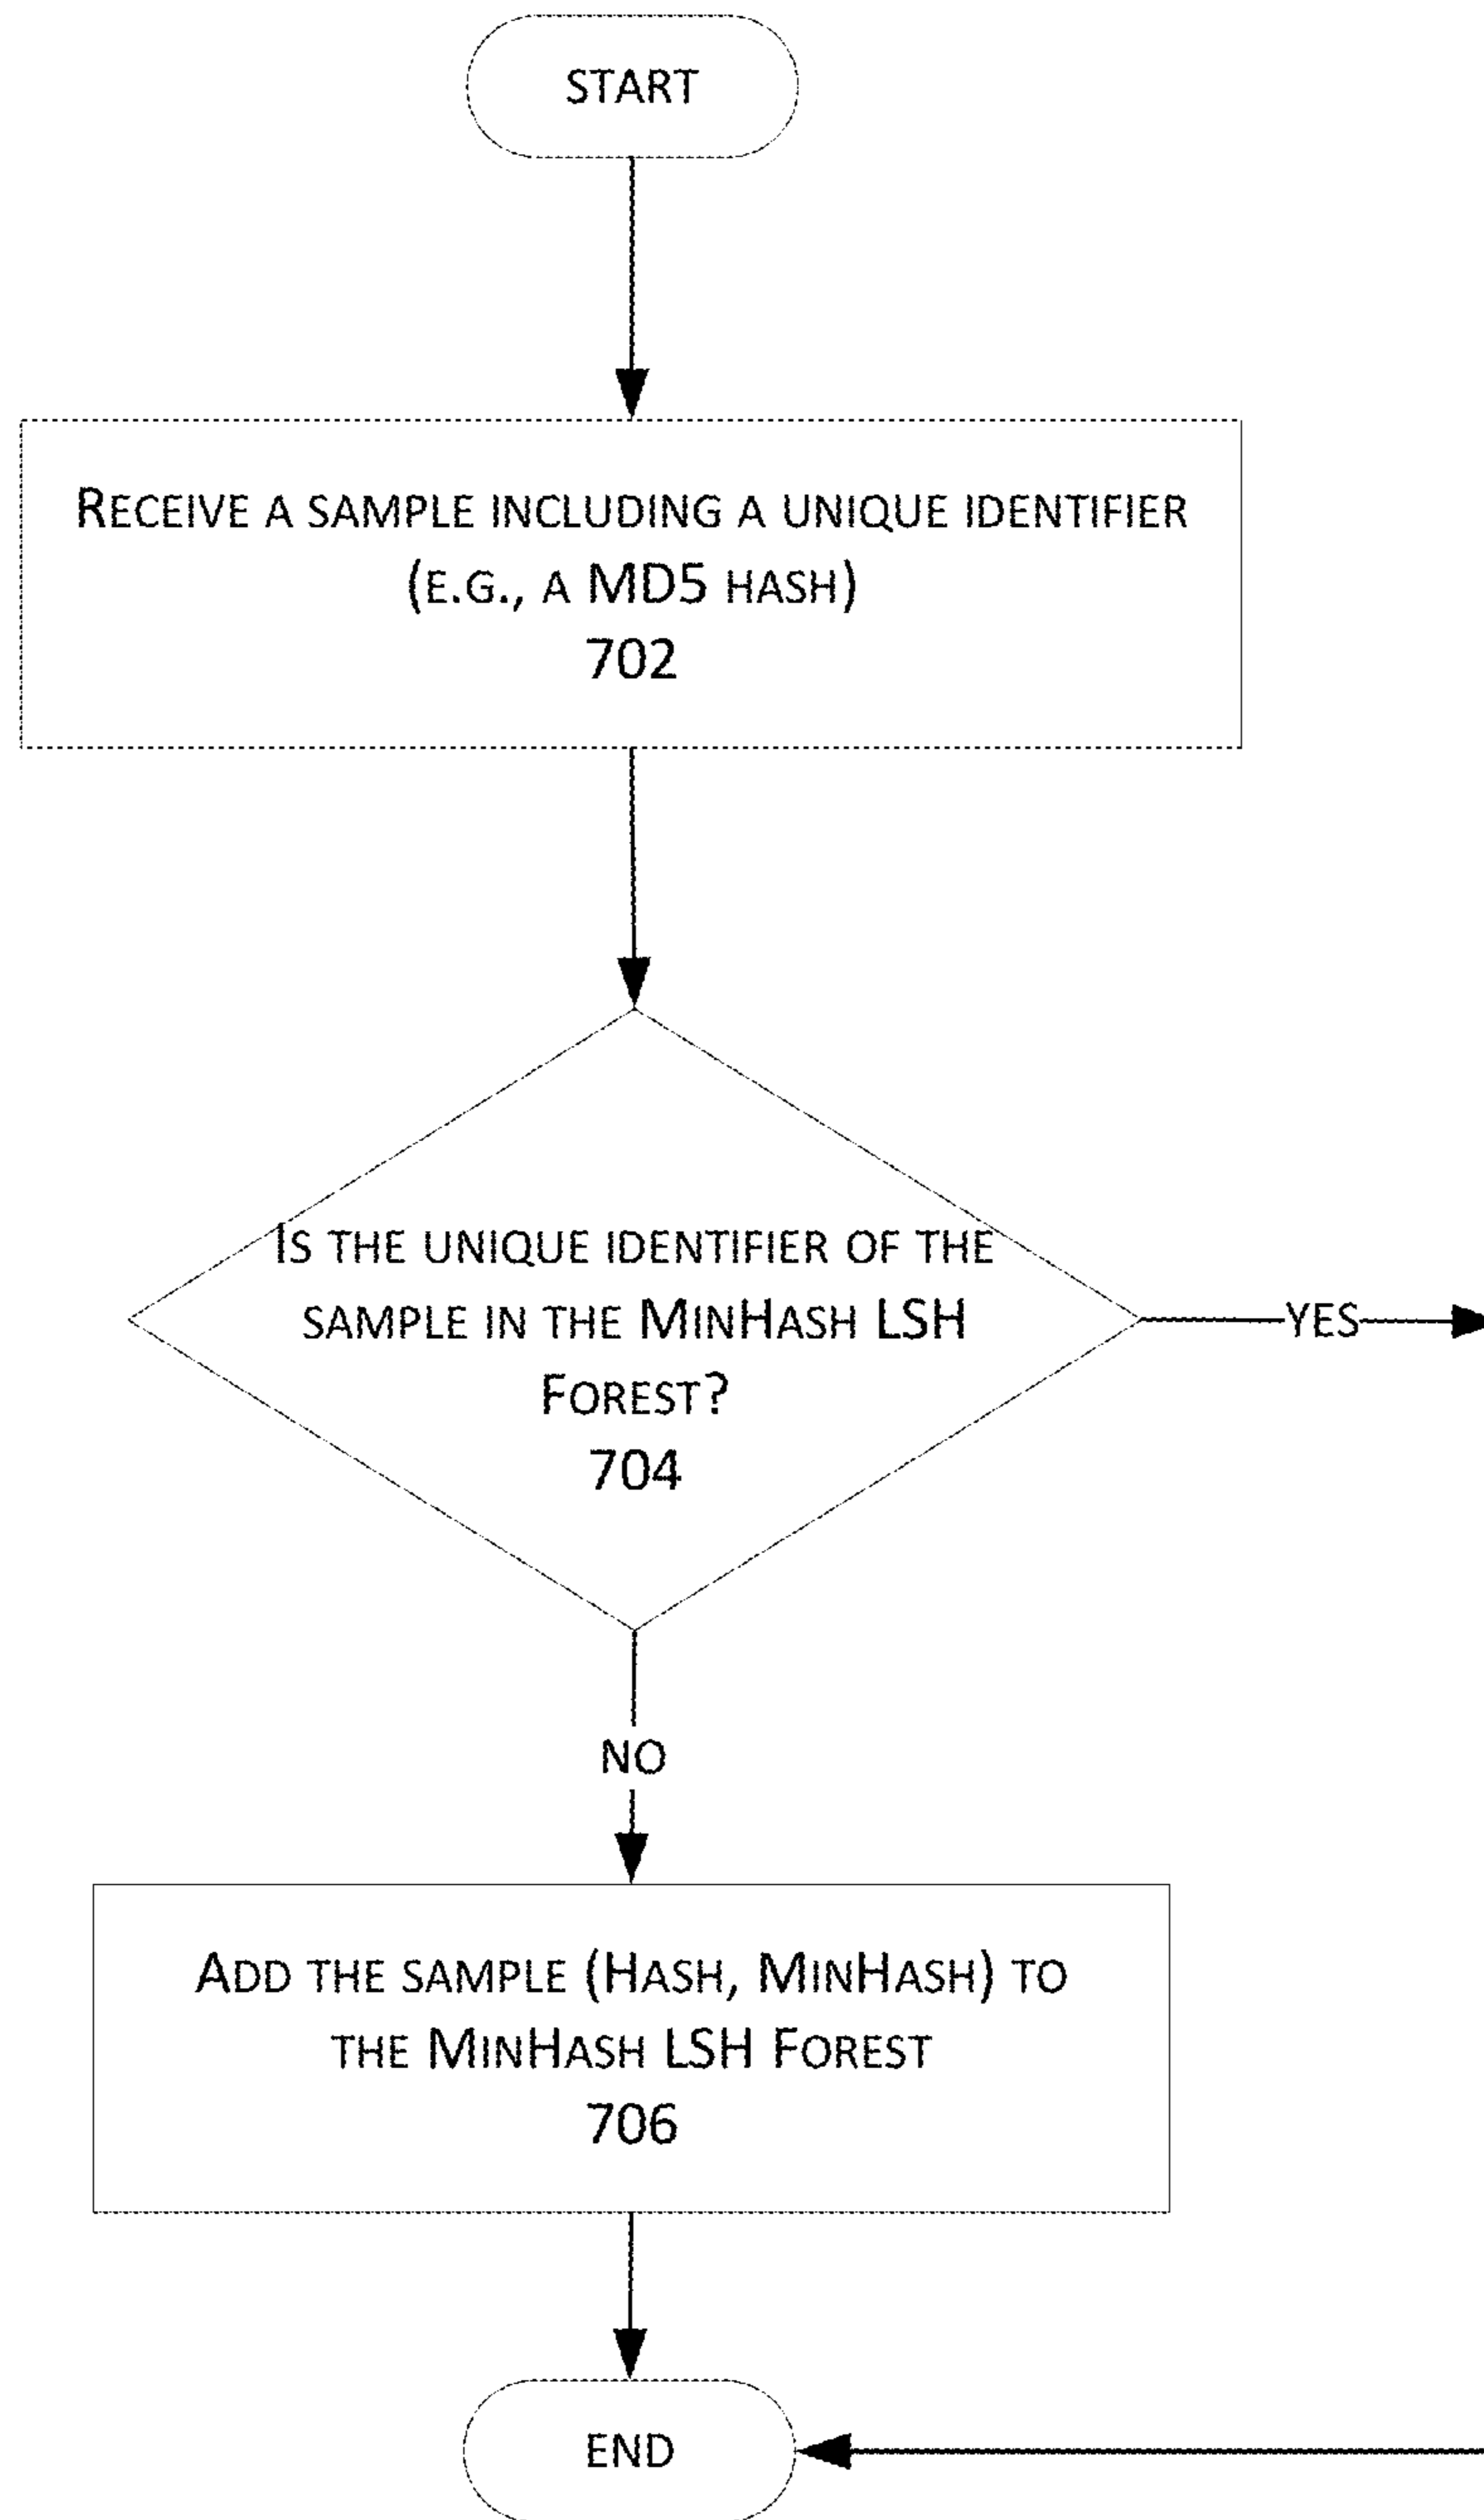 START
RECEIVE A SAMPLE INCLUDING A UNIQUE IDENTIFIER
(E.G., A MD5 HASH)
702
IS THE UNIQUE IDENTIFIER OF THE
SAMPLE IN THE MINHASH LSH
FOREST?
704
YES
NO
ADD THE SAMPLE (HASH, MINHASH) TO
THE MINHASH LSH FOREST
706
END